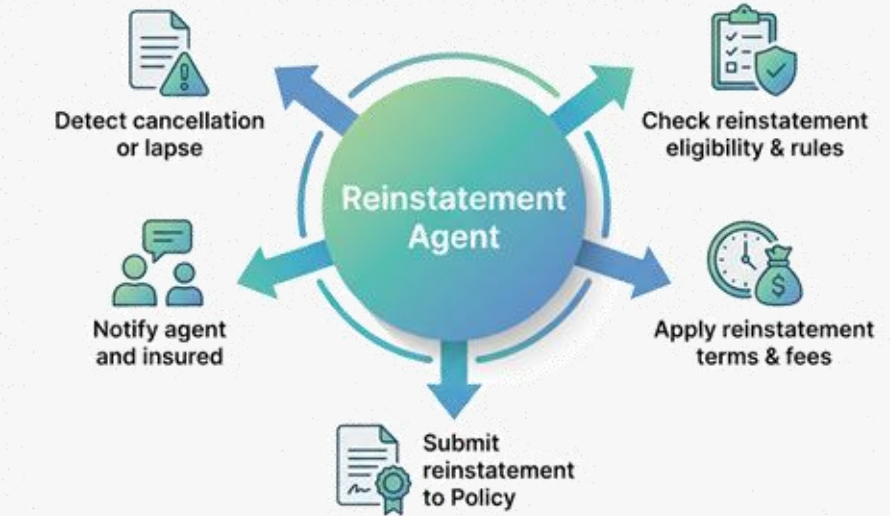 Detect cancellation
or lapse
Check reinstatement
eligibility & rules
Reinstatement
Agent
Notify agent
and insured
Apply reinstatement
terms & fees
Submit
reinstatement
to Policy
$